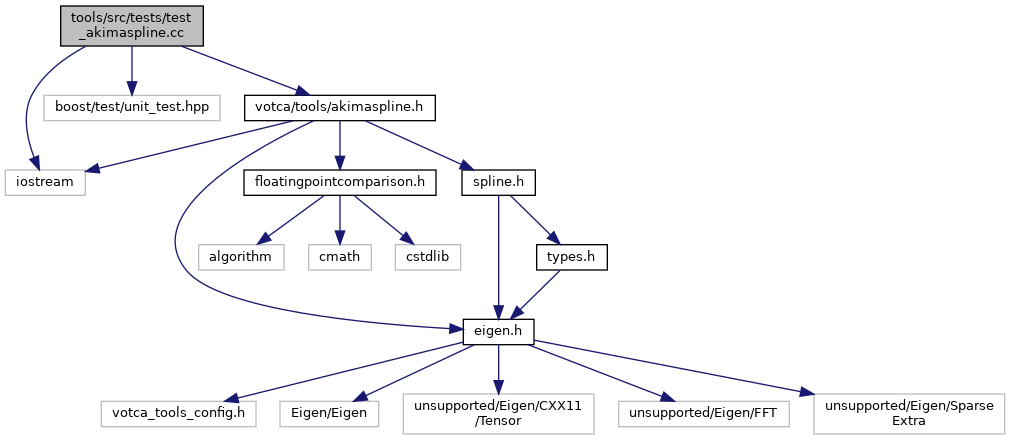 tools/src/tests/test
_akimaspline.cc
boost/test/unit_test.hpp
votca/tools/akimaspline.h
iostream
floatingpointcomparison.h
spline.h
algorithm
cmath
cstdlib
types.h
eigen.h
votca_tools_config.h
Eigen/Eigen
unsupported/Eigen/CXX11
/Tensor
unsupported/Eigen/FFT
unsupported/Eigen/Sparse
Extra